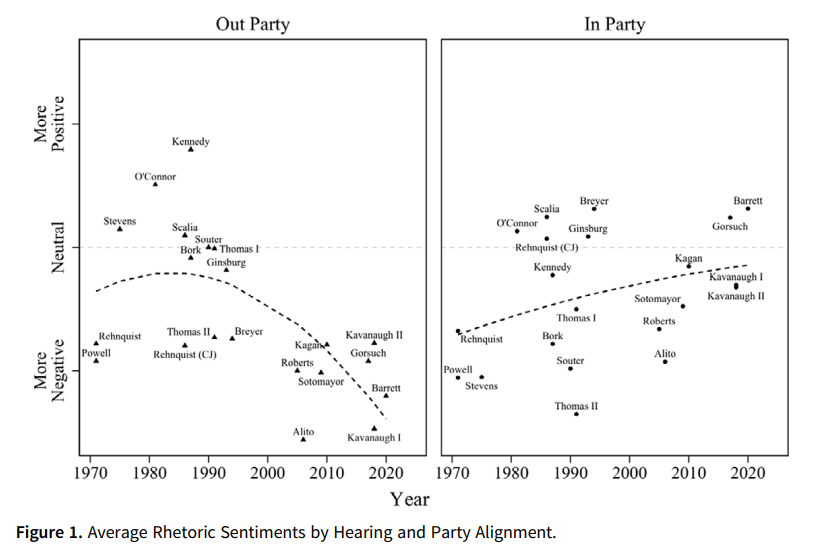 Out Party
In Party
More
Positive
Neutral
More
Negative
Kennedy
O'Connor
Stevens
Scalia
Souter
Bork
Thomas I
Ginsburg
Rehnquist
Powell
Thomas II
Breyer
Rehnquist (CJ)
Kagan
Kavanaugh II
Gorsuch
Roberts
Sotomayor
Barrett
Alito
Kavanaugh I
1970 1980 1990 2000 2010 2020
Breyer
Barrett
Scalia
O'Connor
Ginsburg
Gorsuch
Rehnquist (CJ)
Kennedy
Kagan
Kavanaugh I
Kavanaugh II
Sotomayor
Thomas I
Roberts
Rehnquist
Bork
Alito
Souter
Powell
Stevens
Thomas II
1970 1980 1990 2000 2010 2020
Year
Figure 1. Average Rhetoric Sentiments by Hearing and Party Alignment.